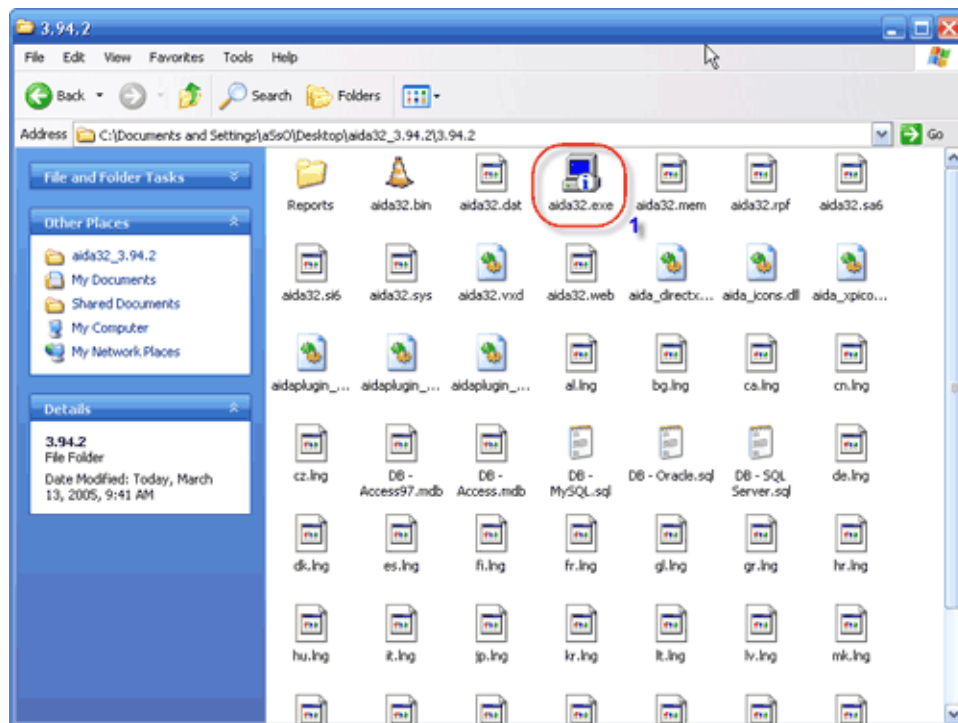 3.94.2
File Edit View Favorites Tools Help
Back Search Folders
Address C:\Documents and Settings\aSsO\Desktop\aida32_3.94.2\3.94.2 Go
File and Folder Tasks
Other Places
aida32_3.94.2
My Documents
Shared Documents
My Computer
My Network Places
Details
3.94.2
File Folder
Date Modified: Today, March
13, 2005, 9:41 AM
Reports aida32.bin aida32.dat aida32.exe aida32.mem aida32.rpf aida32.sa6
1
aida32.si6 aida32.sys aida32.vxd aida32.web aida_directx... aida_icons.dll aida_xpico...
aidaplugin_... aidaplugin_... aidaplugin_... al.lng bg.lng ca.lng cn.lng
cz.lng DB - Access97.mdb DB - Access.mdb DB - MySQL.sql DB - Oracle.sql DB - SQL Server.sql de.lng
dk.lng es.lng fi.lng fr.lng gl.lng gr.lng hr.lng
hu.lng it.lng jp.lng kr.lng lt.lng lv.lng mk.lng